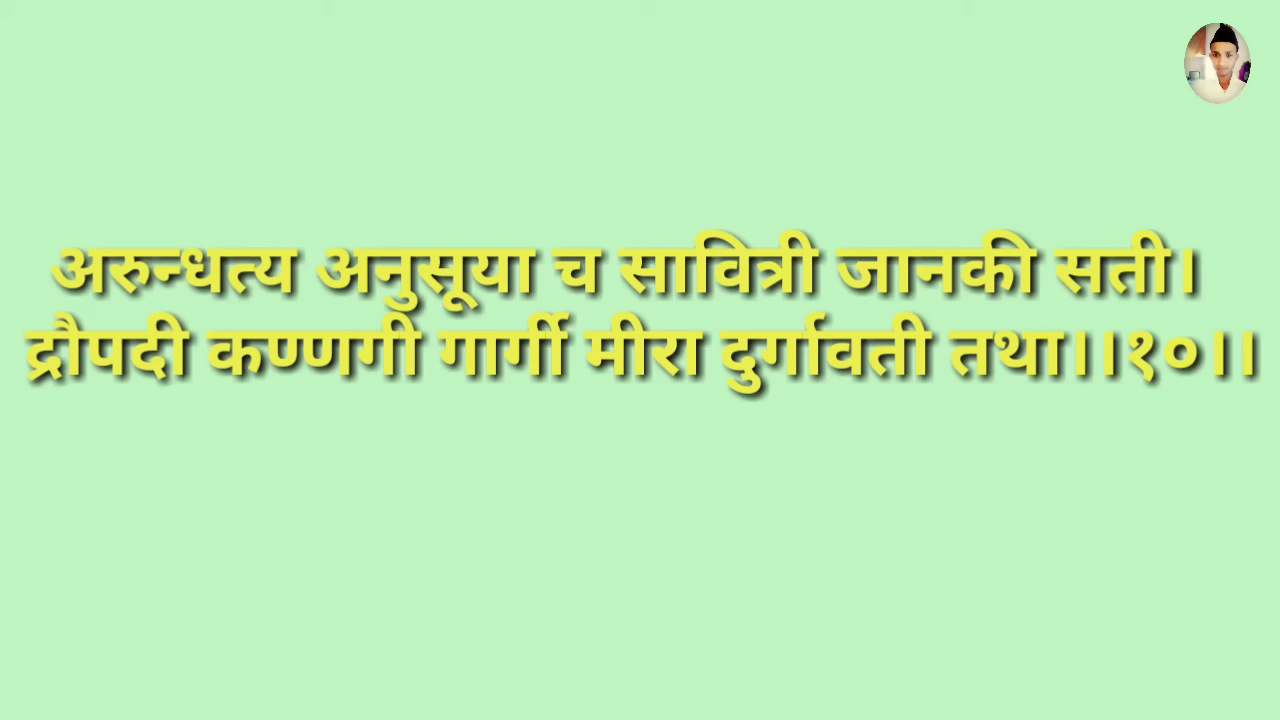 अरुन्धत्य अनुसूया च सावित्री जानकी सती।
द्रौपदी कण्णगी गार्गी मीरा दुर्गावती तथा।।१०।।